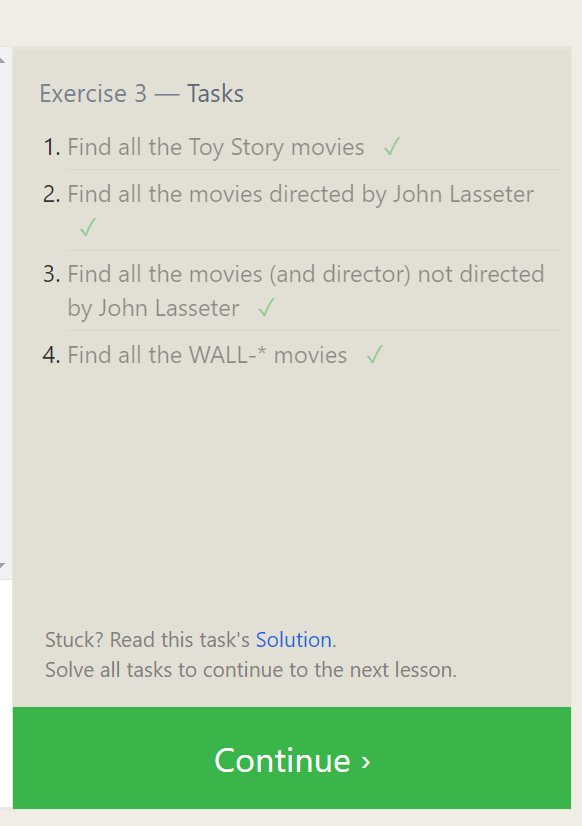 Exercise 3 — Tasks
1. Find all the Toy Story movies ✓
2. Find all the movies directed by John Lasseter
✓
3. Find all the movies (and director) not directed
by John Lasseter ✓
4. Find all the WALL-* movies ✓
Stuck? Read this task's Solution.
Solve all tasks to continue to the next lesson.
Continue ›